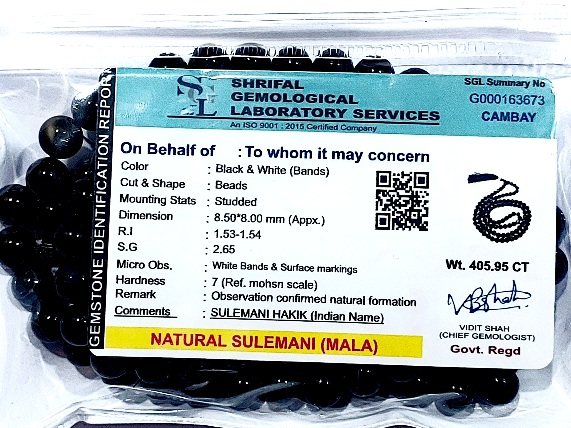 GEMSTONE IDENTIFICATION REPORT
SGL
SHRIFAL
GEMOLOGICAL
LABORATORY SERVICES
An ISO 9001 : 2015 Certified Company
SGL Summary No
G000163673
CAMBAY
On Behalf of : To whom it may concern
Color : Black & White (Bands)
Cut & Shape : Beads
Mounting Stats : Studded
Dimension : 8.50*8.00 mm (Appx.)
R.I : 1.53-1.54
S.G : 2.65
Micro Obs. : White Bands & Surface markings
Hardness : 7 (Ref. mohsn scale)
Remark : Observation confirmed natural formation
Comments : SULEMANI HAKIK (Indian Name)
NATURAL SULEMANI (MALA)
Wt. 405.95 CT
VIDIT SHAH
(CHIEF GEMOLOGIST)
Govt. Regd